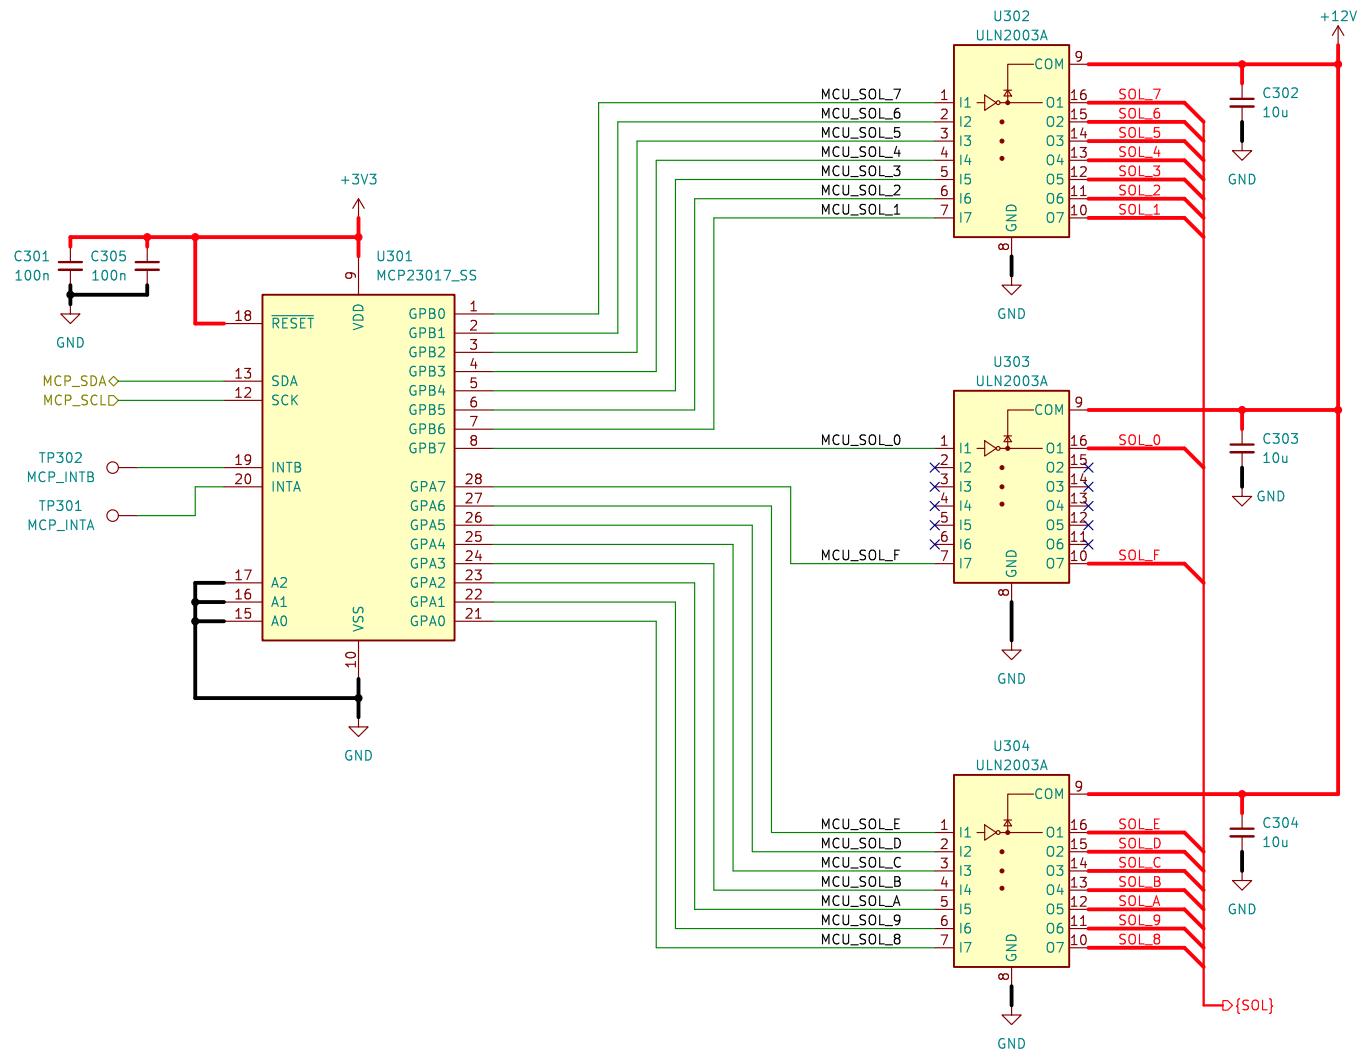 U302
ULN2003A
+12V
COM
9
C302
10u
GND
MCU_SOL_7 1 I1 O1 16 SOL_7
MCU_SOL_6 2 I2 O2 15 SOL_6
MCU_SOL_5 3 I3 O3 14 SOL_5
MCU_SOL_4 4 I4 O4 13 SOL_4
MCU_SOL_3 5 I5 O5 12 SOL_3
MCU_SOL_2 6 I6 O6 11 SOL_2
MCU_SOL_1 7 I7 O7 10 SOL_1
GND
8
GND
+3V3
C301
100n
C305
100n
GND
U301
MCP23017_SS
9
VDD
18 RESET
MCP_SDA 13 SDA
MCP_SCL 12 SCK
TP302
MCP_INTB
19 INTB
TP301
MCP_INTA
20 INTA
17 A2
16 A1
15 A0
VSS
10
GND
GPB0 1
GPB1 2
GPB2 3
GPB3 4
GPB4 5
GPB5 6
GPB6 7
GPB7 8
GPA7 28
GPA6 27
GPA5 26
GPA4 25
GPA3 24
GPA2 23
GPA1 22
GPA0 21
U303
ULN2003A
COM
9
C303
10u
GND
MCU_SOL_0 1 I1 O1 16 SOL_0
2 I2 O2 15
3 I3 O3 14
4 I4 O4 13
5 I5 O5 12
6 I6 O6 11
MCU_SOL_F 7 I7 O7 10 SOL_F
GND
8
GND
U304
ULN2003A
COM
9
C304
10u
GND
MCU_SOL_E 1 I1 O1 16 SOL_E
MCU_SOL_D 2 I2 O2 15 SOL_D
MCU_SOL_C 3 I3 O3 14 SOL_C
MCU_SOL_B 4 I4 O4 13 SOL_B
MCU_SOL_A 5 I5 O5 12 SOL_A
MCU_SOL_9 6 I6 O6 11 SOL_9
MCU_SOL_8 7 I7 O7 10 SOL_8
GND
8
GND
{SOL}